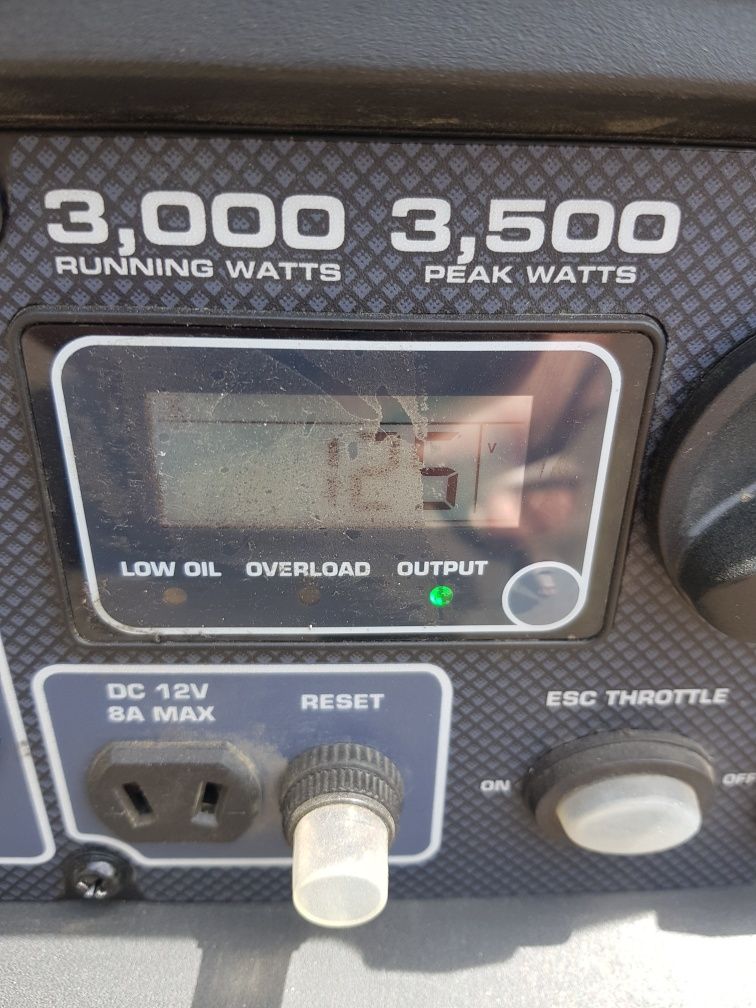 3,000 3,500
RUNNING WATTS PEAK WATTS
125 V
LOW OIL OVERLOAD OUTPUT
DC 12V
8A MAX
RESET
ESC THROTTLE
ON OFF